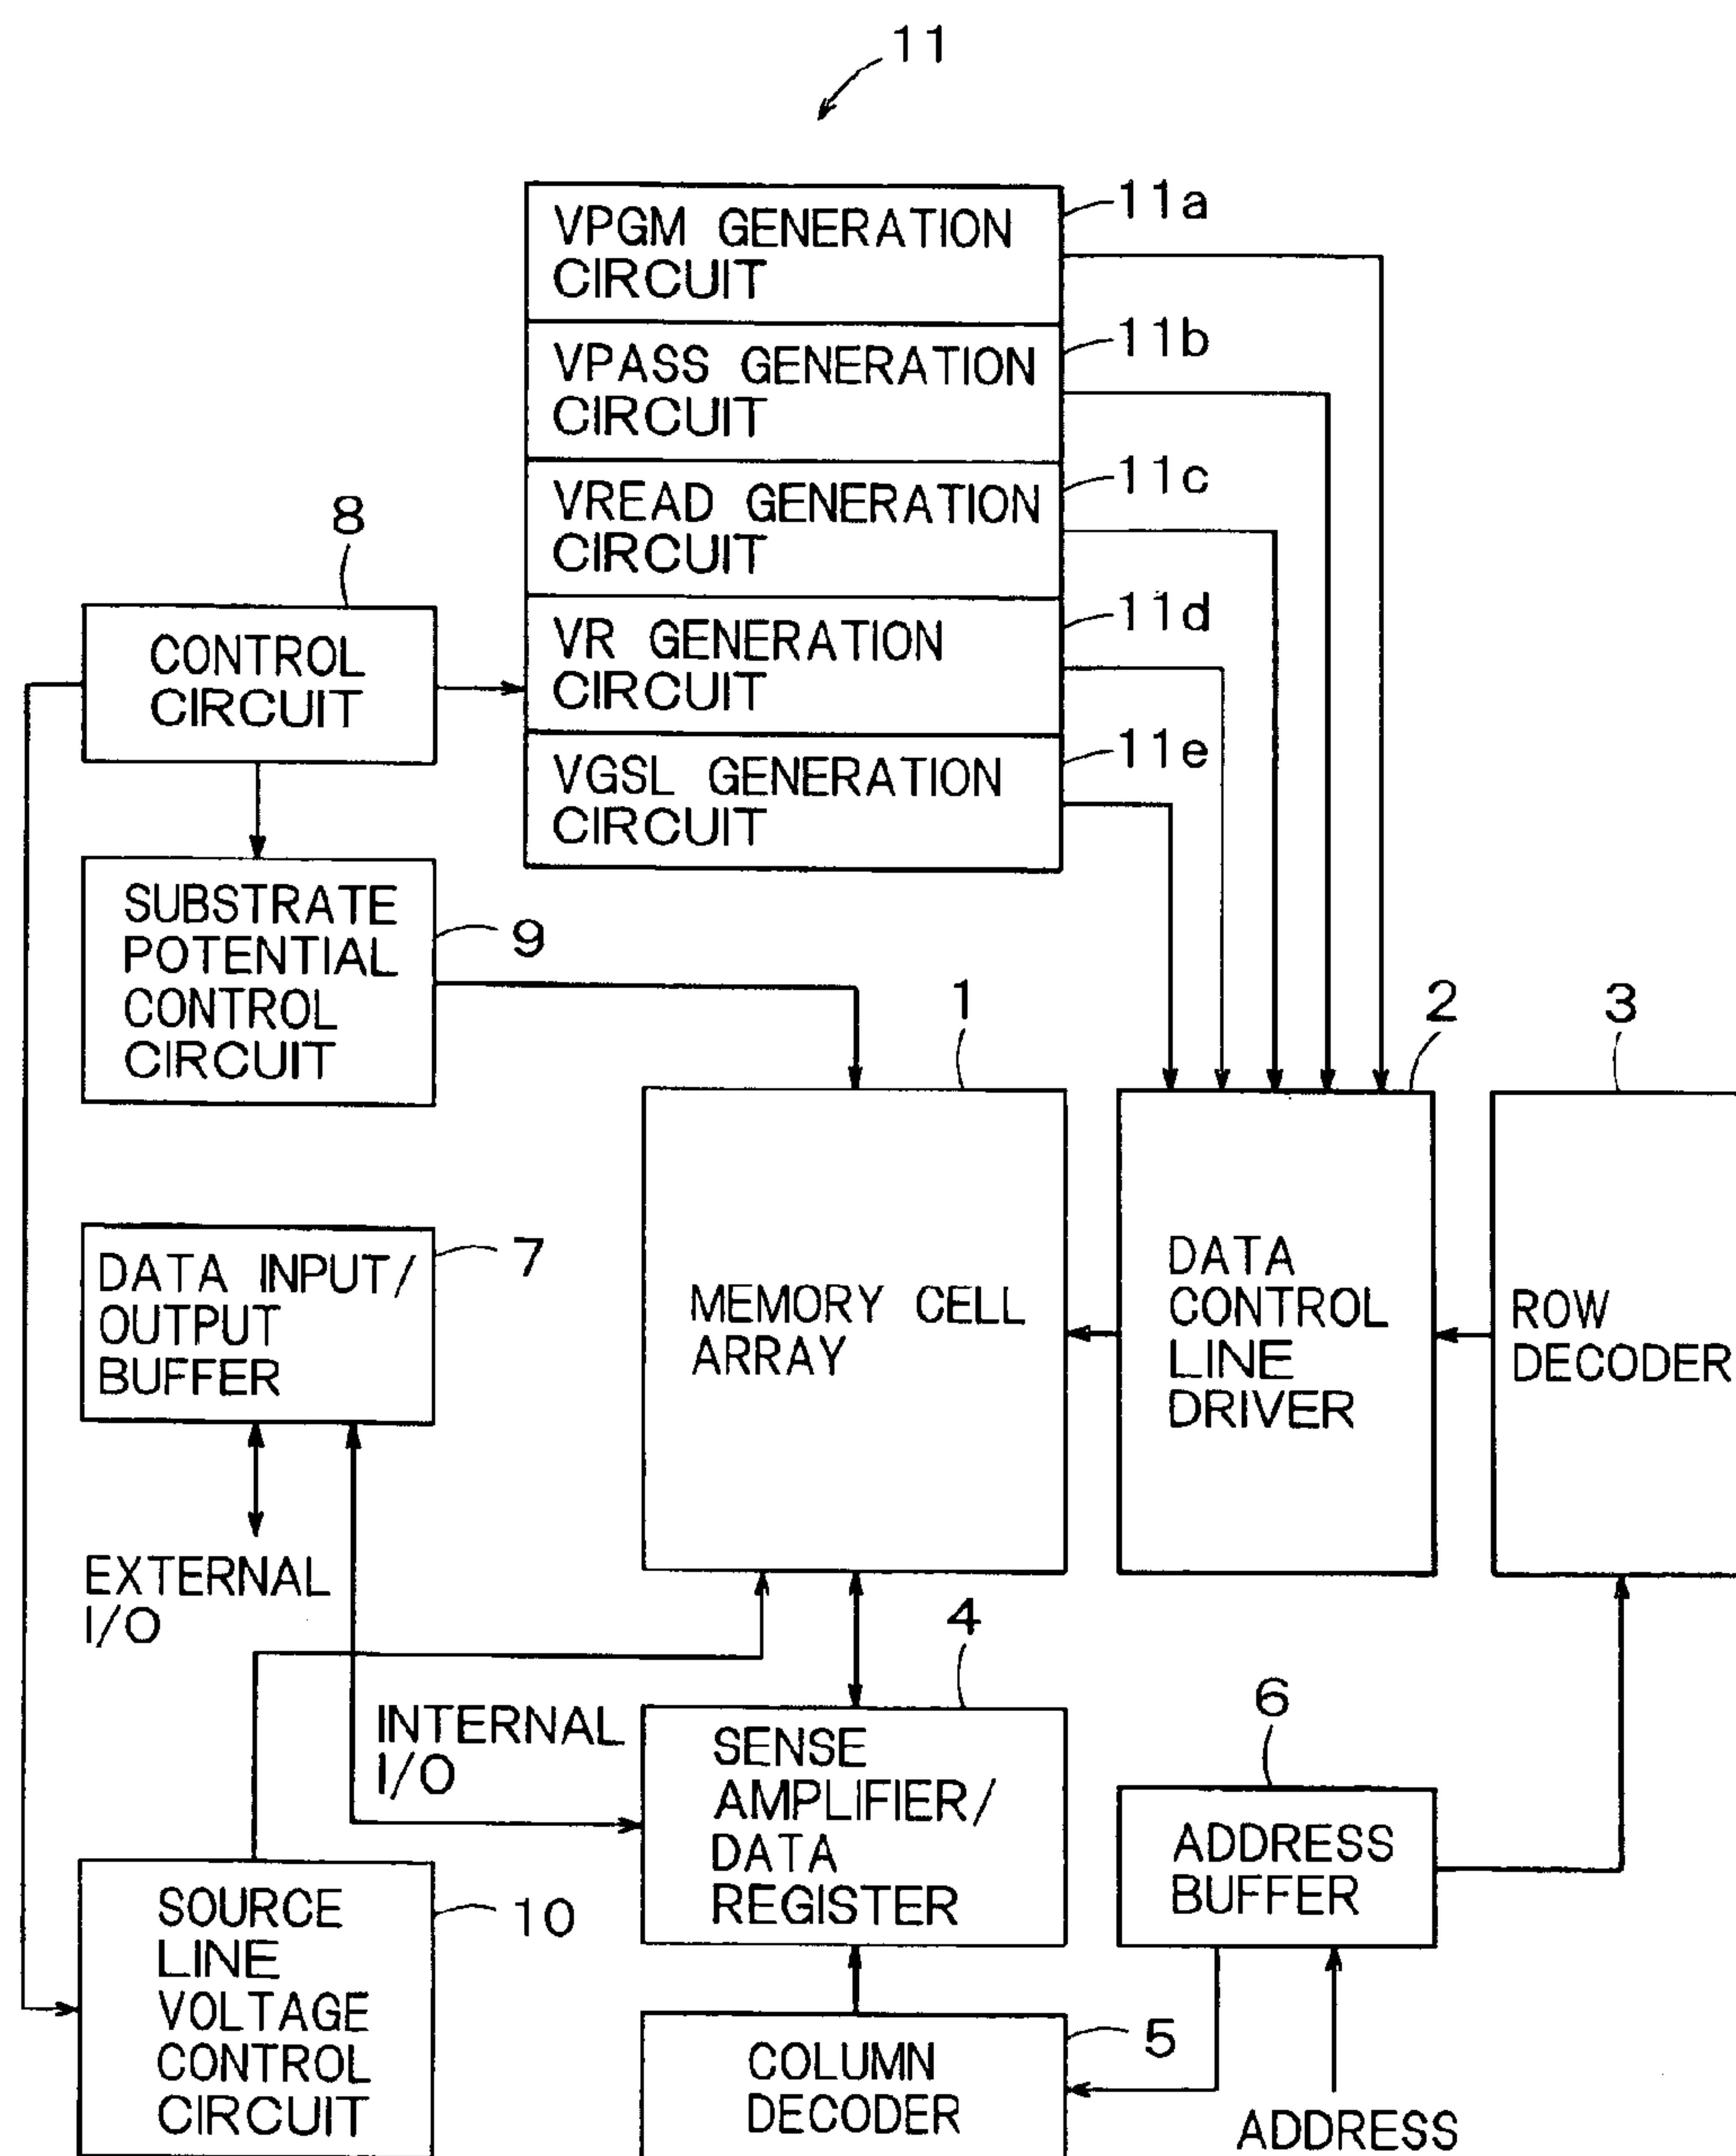 11
VPGM GENERATION
CIRCUIT
11a
VPASS GENERATION
CIRCUIT
11b
VREAD GENERATION
CIRCUIT
11c
VR GENERATION
CIRCUIT
11d
VGSL GENERATION
CIRCUIT
11e
8
CONTROL
CIRCUIT
SUBSTRATE
POTENTIAL
CONTROL
CIRCUIT
9
1
MEMORY CELL
ARRAY
2
DATA
CONTROL
LINE
DRIVER
3
ROW
DECODER
7
DATA INPUT/
OUTPUT
BUFFER
EXTERNAL
I/O
INTERNAL
I/O
4
SENSE
AMPLIFIER/
DATA
REGISTER
6
ADDRESS
BUFFER
10
SOURCE
LINE
VOLTAGE
CONTROL
CIRCUIT
5
COLUMN
DECODER
ADDRESS